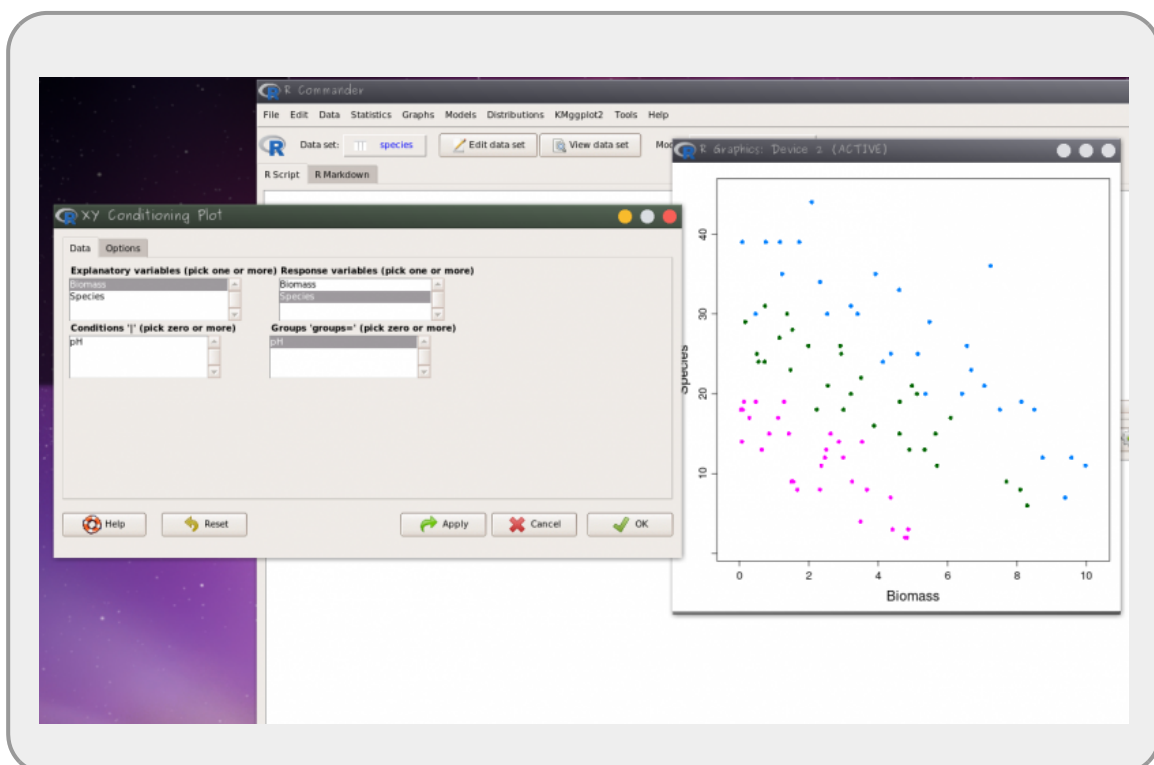 R Commander
File Edit Data Statistics Graphs Models Distributions KMggplot2 Tools Help
R Data set: species Edit data set View data set
R Script R Markdown
R XY Conditioning Plot
Data Options
Explanatory variables (pick one or more) Response variables (pick one or more)
Biomass Biomass
Species Species
Conditions '|' (pick zero or more) Groups 'groups=' (pick zero or more)
pH pH
Help Reset Apply Cancel OK
R Graphics: Device 2 (ACTIVE)
40
30
20
10
Species
0 2 4 6 8 10
Biomass